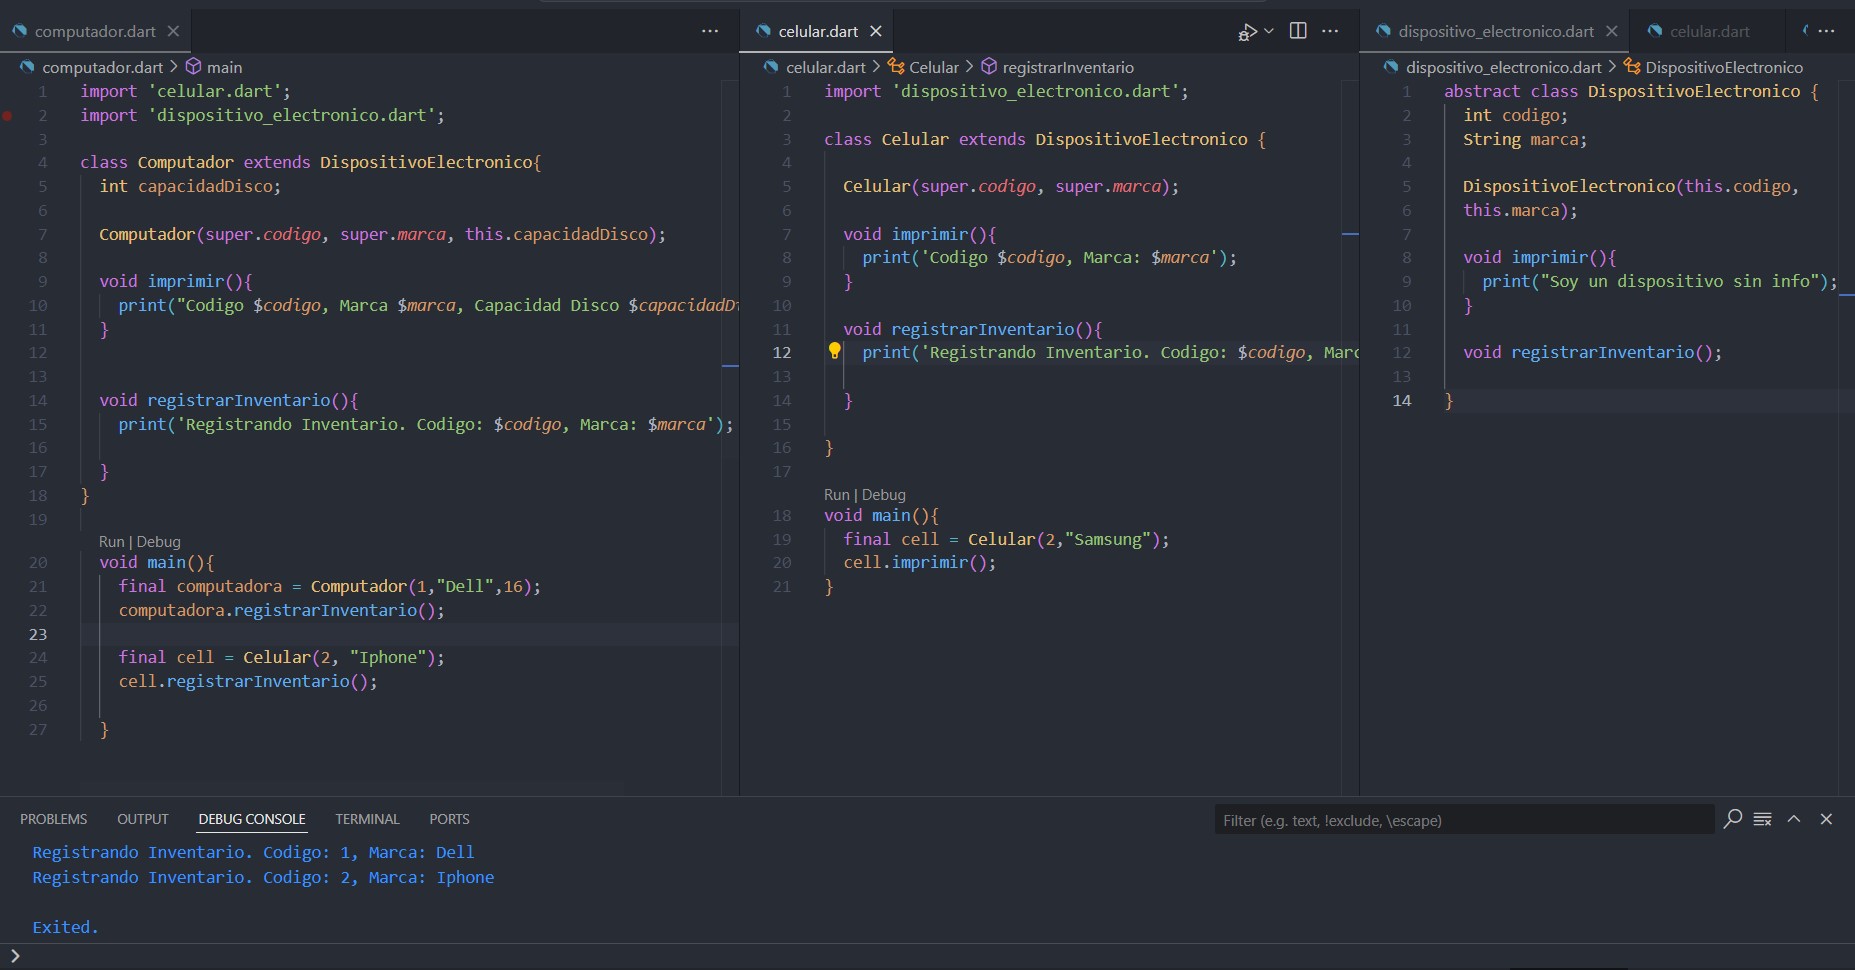 computador.dart
computador.dart > main
1 import 'celular.dart';
2 import 'dispositivo_electronico.dart';
3
4 class Computador extends DispositivoElectronico{
5 int capacidadDisco;
6
7 Computador(super.codigo, super.marca, this.capacidadDisco);
8
9 void imprimir(){
10 print("Codigo $codigo, Marca $marca, Capacidad Disco $capacidadDi
11 }
12
13
14 void registrarInventario(){
15 print('Registrando Inventario. Codigo: $codigo, Marca: $marca');
16
17 }
18 }
19
Run | Debug
20 void main(){
21 final computadora = Computador(1,"Dell",16);
22 computadora.registrarInventario();
23
24 final cell = Celular(2, "Iphone");
25 cell.registrarInventario();
26
27 }
celular.dart
celular.dart > Celular > registrarInventario
1 import 'dispositivo_electronico.dart';
2
3 class Celular extends DispositivoElectronico {
4
5 Celular(super.codigo, super.marca);
6
7 void imprimir(){
8 print('Codigo $codigo, Marca: $marca');
9 }
10
11 void registrarInventario(){
12 print('Registrando Inventario. Codigo: $codigo, Marc
13
14 }
15
16 }
17
Run | Debug
18 void main(){
19 final cell = Celular(2,"Samsung");
20 cell.imprimir();
21 }
dispositivo_electronico.dart
celular.dart
dispositivo_electronico.dart > DispositivoElectronico
1 abstract class DispositivoElectronico {
2 int codigo;
3 String marca;
4
5 DispositivoElectronico(this.codigo,
6 this.marca);
7
8 void imprimir(){
9 print("Soy un dispositivo sin info");
10 }
11
12 void registrarInventario();
13
14 }
PROBLEMS OUTPUT DEBUG CONSOLE TERMINAL PORTS
Filter (e.g. text, !exclude, \escape)
Registrando Inventario. Codigo: 1, Marca: Dell
Registrando Inventario. Codigo: 2, Marca: Iphone
Exited.
>